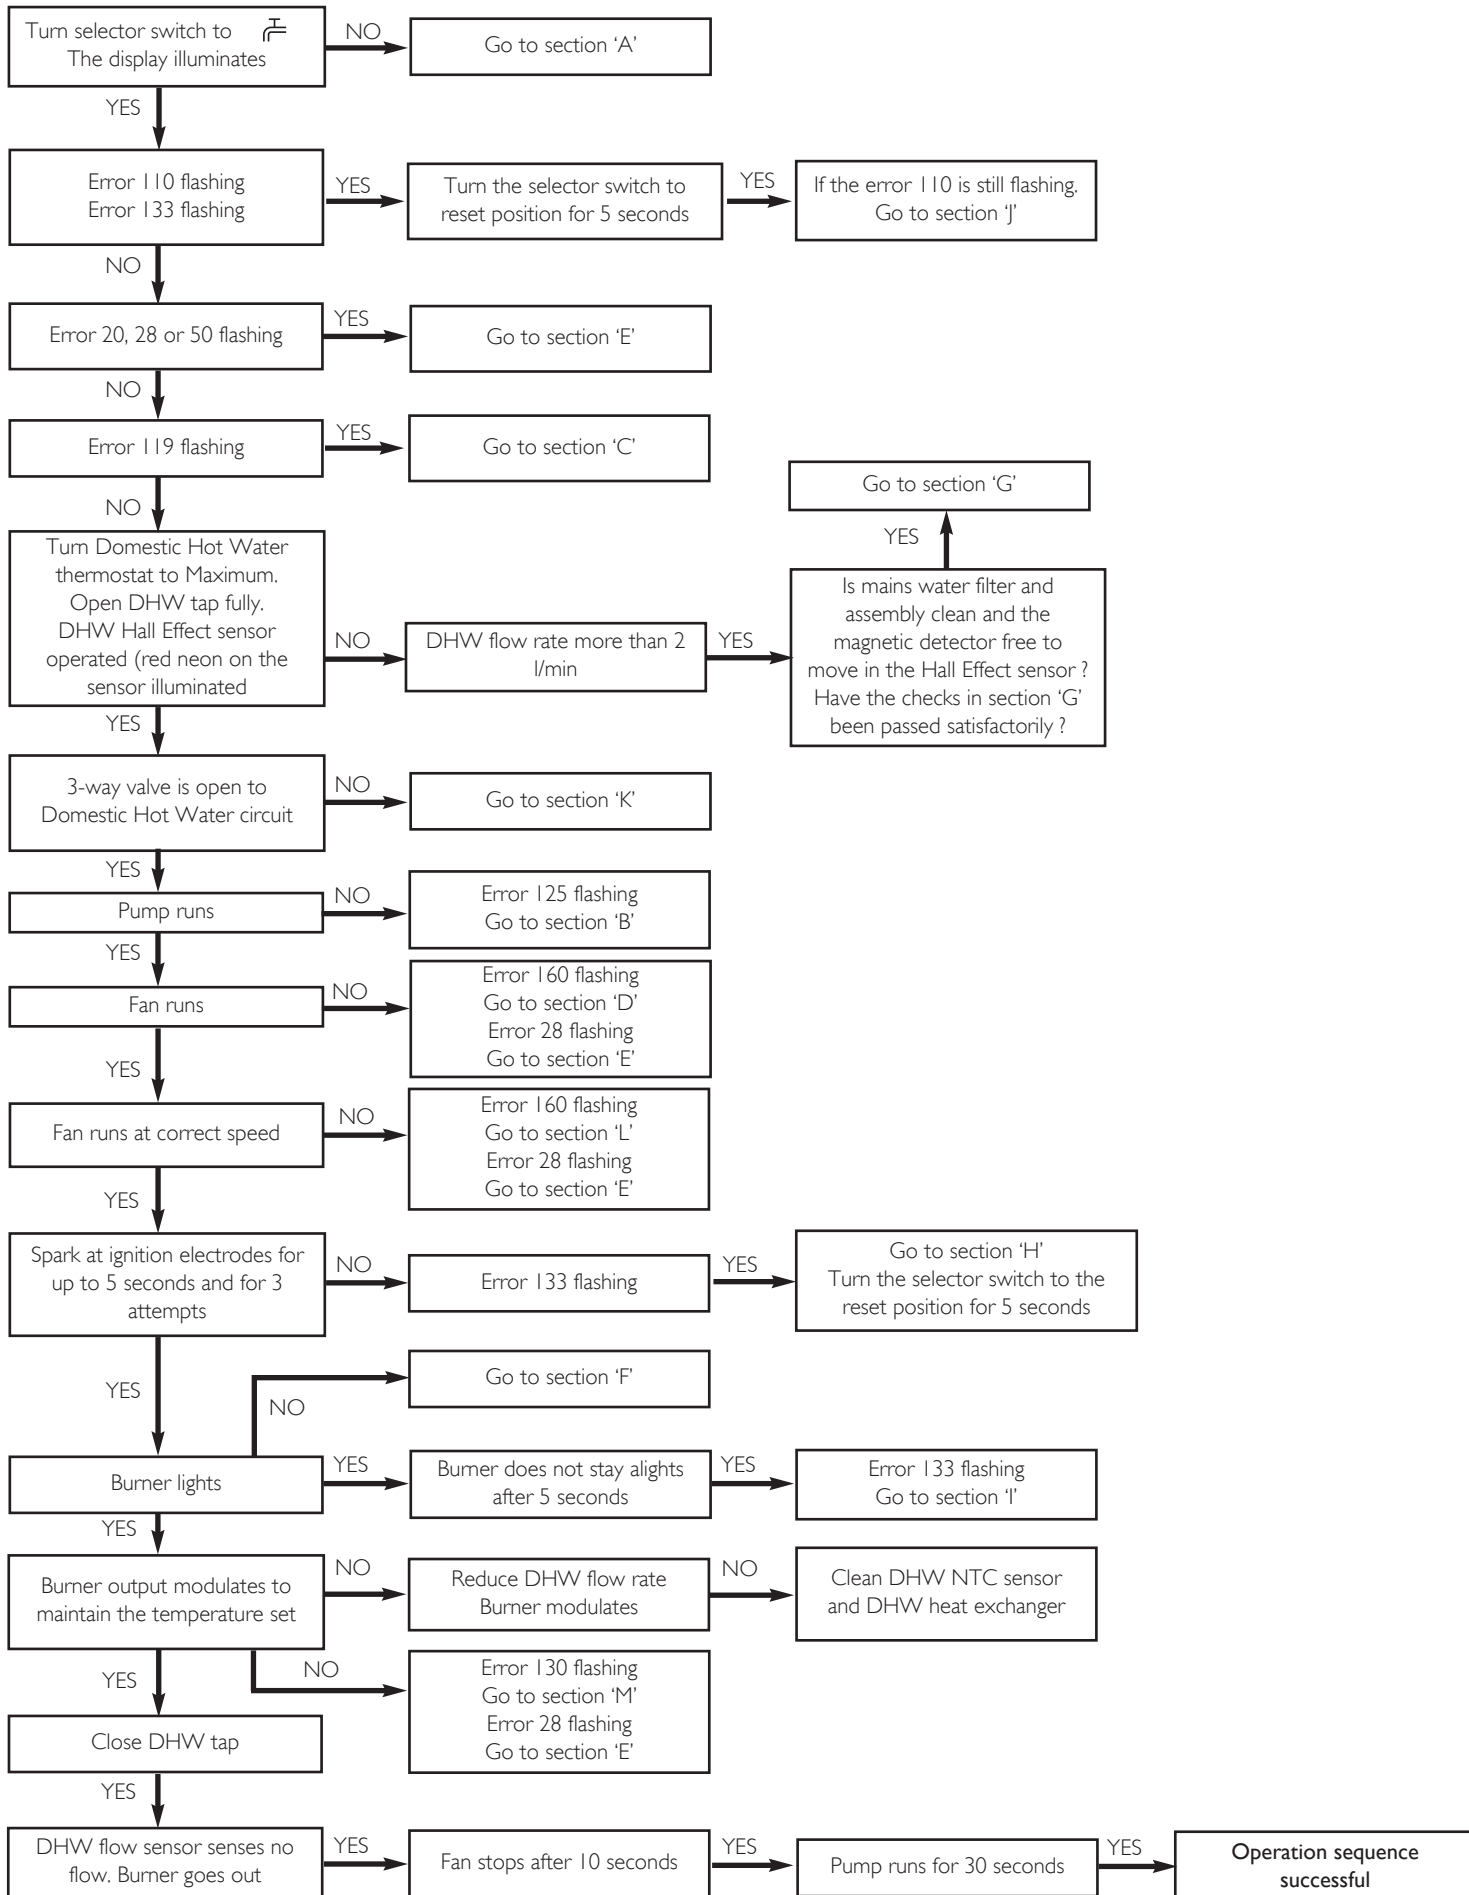 Turn selector switch to
The display illuminates
NO
Go to section ‘A’
YES
Error 110 flashing
Error 133 flashing
YES
Turn the selector switch to
reset position for 5 seconds
YES
If the error 110 is still flashing.
Go to section ‘J’
NO
Error 20, 28 or 50 flashing
YES
Go to section ‘E’
NO
Error 119 flashing
YES
Go to section ‘C’
NO
Turn Domestic Hot Water
thermostat to Maximum.
Open DHW tap fully.
DHW Hall Effect sensor
operated (red neon on the
sensor illuminated
NO
DHW flow rate more than 2
l/min
YES
Is mains water filter and
assembly clean and the
magnetic detector free to
move in the Hall Effect sensor ?
Have the checks in section ‘G’
been passed satisfactorily ?
YES
Go to section ‘G’
YES
3-way valve is open to
Domestic Hot Water circuit
NO
Go to section ‘K’
YES
Pump runs
NO
Error 125 flashing
Go to section ‘B’
YES
Fan runs
NO
Error 160 flashing
Go to section ‘D’
Error 28 flashing
Go to section ‘E’
YES
Fan runs at correct speed
NO
Error 160 flashing
Go to section ‘L’
Error 28 flashing
Go to section ‘E’
YES
Spark at ignition electrodes for
up to 5 seconds and for 3
attempts
NO
Error 133 flashing
YES
Go to section ‘H’
Turn the selector switch to the
reset position for 5 seconds
YES
NO
Go to section ‘F’
Burner lights
YES
Burner does not stay alights
after 5 seconds
YES
Error 133 flashing
Go to section ‘I’
YES
Burner output modulates to
maintain the temperature set
NO
Reduce DHW flow rate
Burner modulates
NO
Clean DHW NTC sensor
and DHW heat exchanger
YES
NO
Error 130 flashing
Go to section ‘M’
Error 28 flashing
Go to section ‘E’
Close DHW tap
YES
DHW flow sensor senses no
flow. Burner goes out
YES
Fan stops after 10 seconds
YES
Pump runs for 30 seconds
YES
Operation sequence
successful